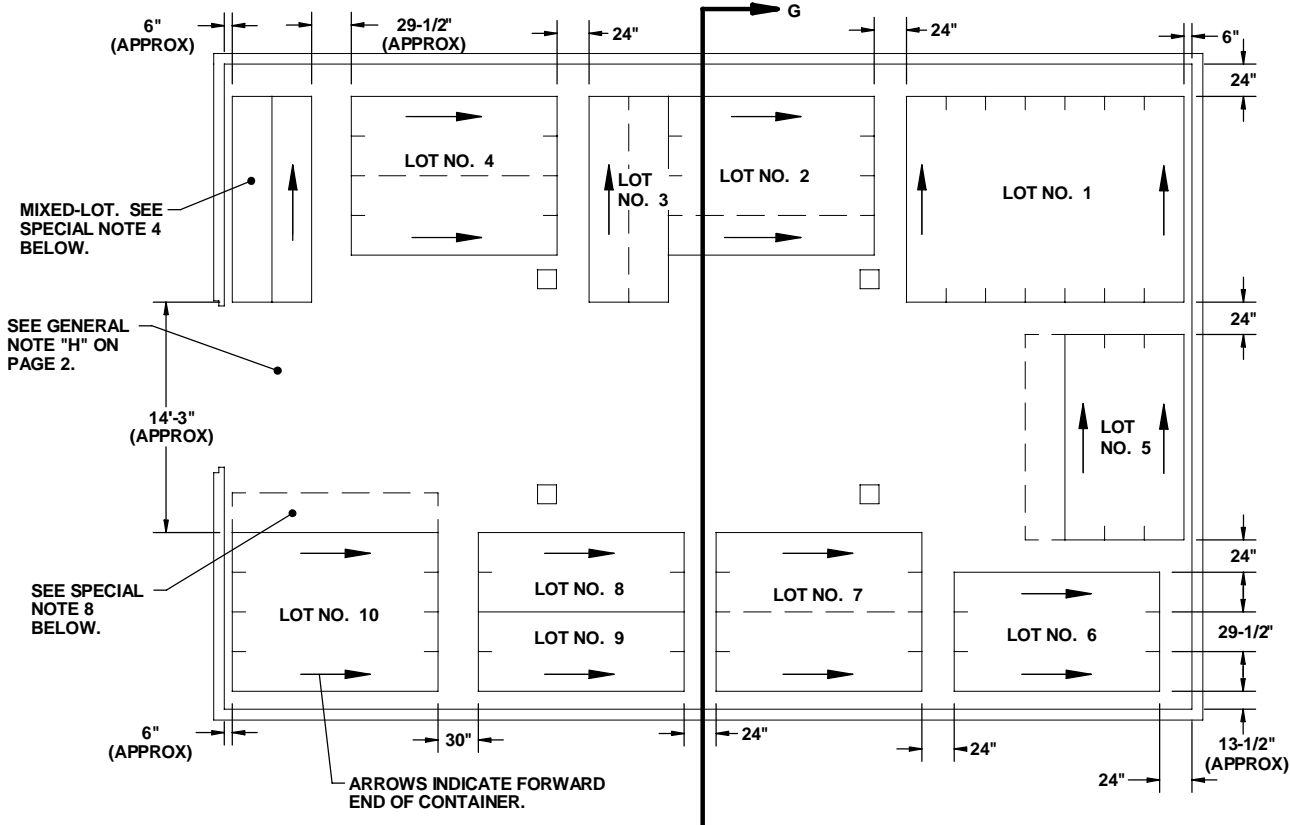 6"
(APPROX)
29-1/2"
(APPROX)
24"
G
24"
6"
24"
LOT NO. 4
LOT
NO. 3
LOT NO. 2
LOT NO. 1
MIXED-LOT. SEE
SPECIAL NOTE 4
BELOW.
24"
SEE GENERAL
NOTE "H" ON
PAGE 2.
14'-3"
(APPROX)
LOT
NO. 5
24"
SEE SPECIAL
NOTE 8
BELOW.
LOT NO. 10
LOT NO. 8
LOT NO. 9
LOT NO. 7
LOT NO. 6
29-1/2"
6"
(APPROX)
30"
24"
24"
24"
13-1/2"
(APPROX)
ARROWS INDICATE FORWARD
END OF CONTAINER.